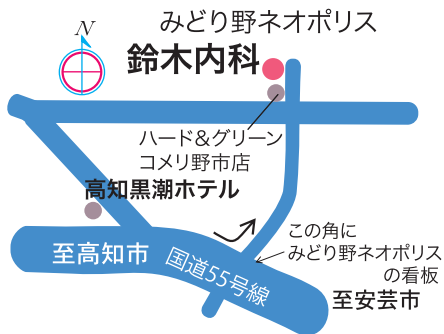 N
みどり野ネオポリス
鈴木内科
ハード&グリーン
コメリ野市店
高知黒潮ホテル
至高知市
国道55号線
この角に
みどり野ネオポリス
の看板
至安芸市